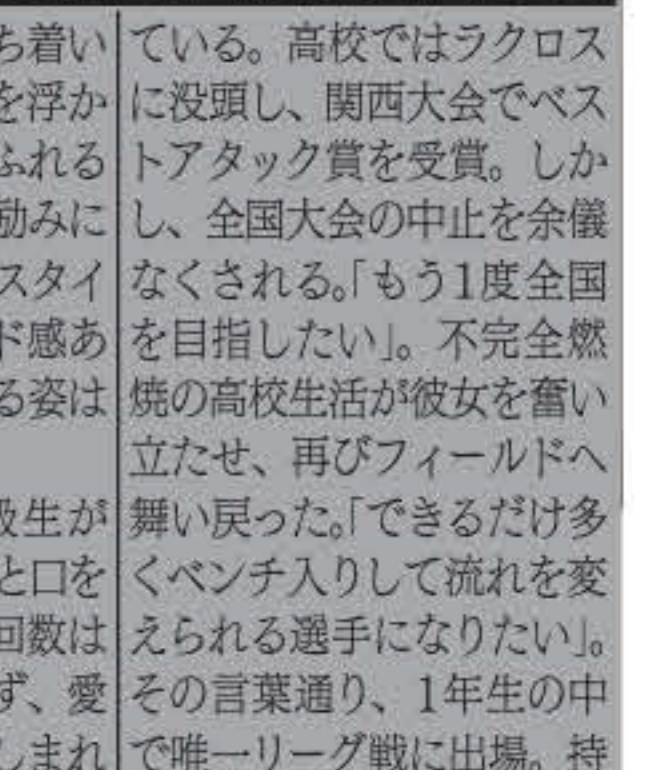 ち着い
を浮か
ふれる
励みに
スタイ
ド感あ
る姿は
級生が
と口を
回数は
ず、愛
しまれ
ている。高校ではラクロス
に没頭し、関西大会でベス
トアタック賞を受賞。しか
し、全国大会の中止を余儀
なくされる。「もう1度全国
を目指したい」。不完全燃
焼の高校生活が彼女を奮い
立たせ、再びフィールドへ
舞い戻った。「できるだけ多
くベンチ入りして流れを変
えられる選手になりたい」。
その言葉通り、1年生の中
で唯一リーグ戦に出場。持